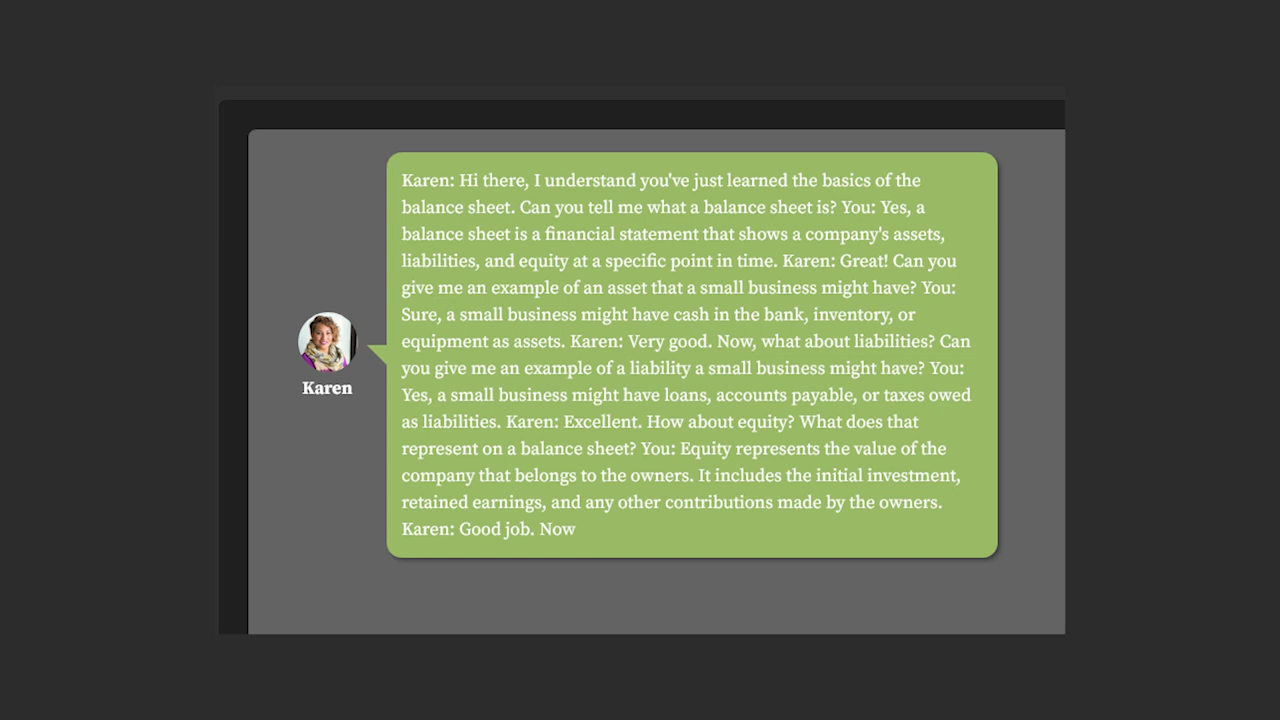 Karen: Hi there, I understand you've just learned the basics of the
balance sheet. Can you tell me what a balance sheet is? You: Yes, a
balance sheet is a financial statement that shows a company's assets,
liabilities, and equity at a specific point in time. Karen: Great! Can you
give me an example of an asset that a small business might have? You:
Sure, a small business might have cash in the bank, inventory, or
equipment as assets. Karen: Very good. Now, what about liabilities? Can
you give me an example of a liability a small business might have? You:
Yes, a small business might have loans, accounts payable, or taxes owed
as liabilities. Karen: Excellent. How about equity? What does that
represent on a balance sheet? You: Equity represents the value of the
company that belongs to the owners. It includes the initial investment,
retained earnings, and any other contributions made by the owners.
Karen: Good job. Now
Karen